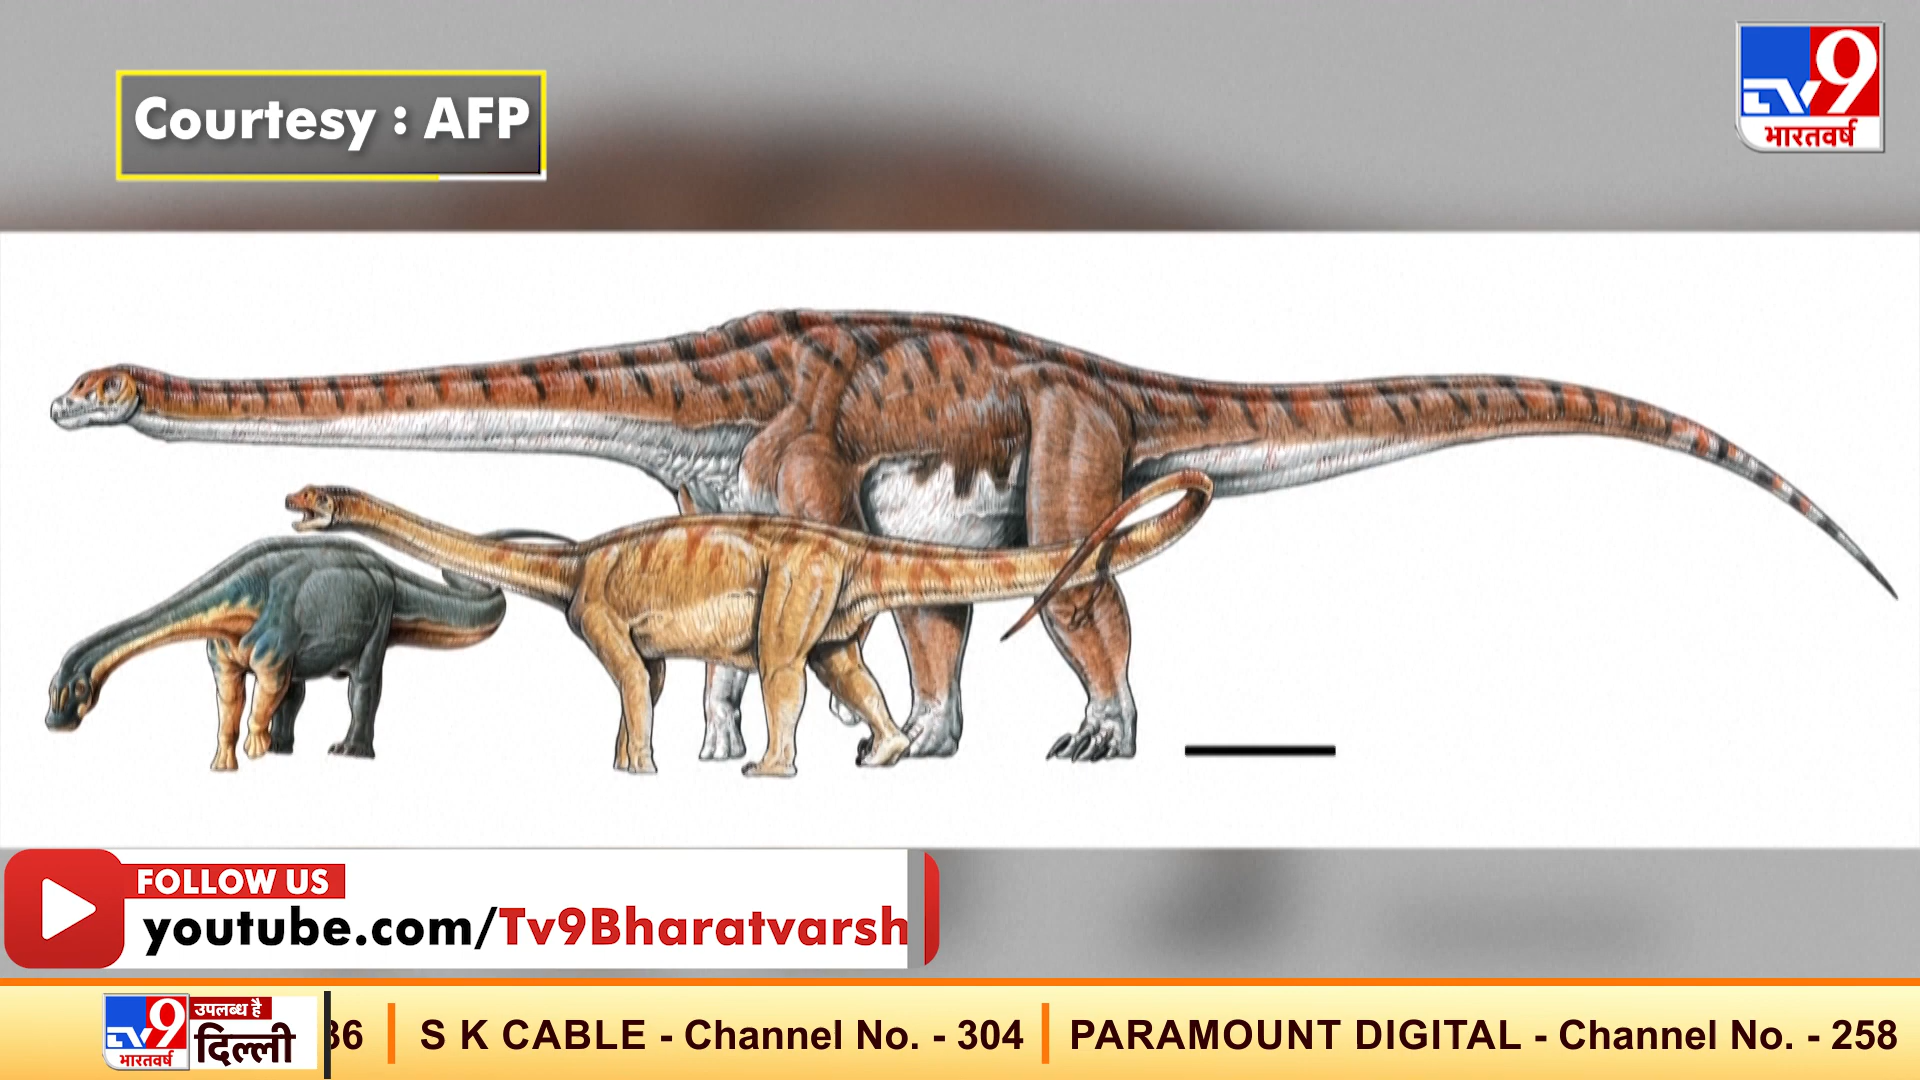 Courtesy : AFP
TV9
भारतवर्ष
FOLLOW US
youtube.com/Tv9Bharatvarsh
TV9
भारतवर्ष
उपलब्ध है
दिल्ली
36 | S K CABLE - Channel No. - 304 | PARAMOUNT DIGITAL - Channel No. - 258